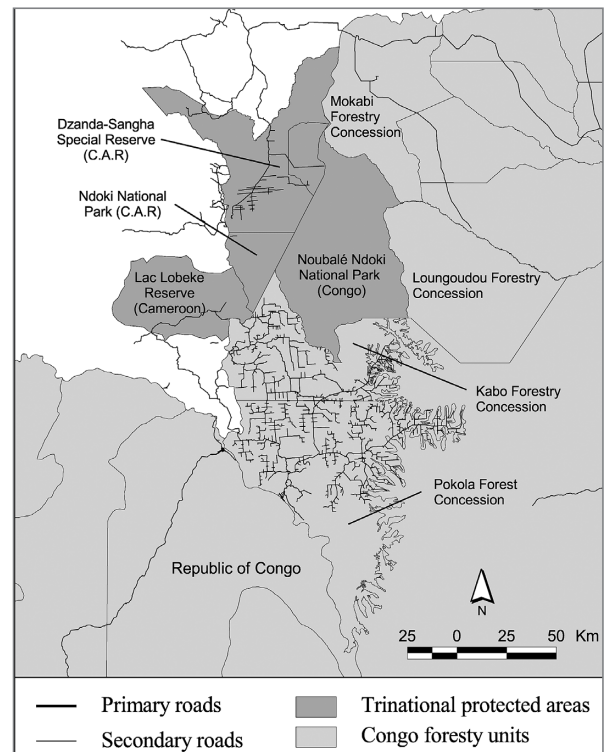 Mokabi
Forestry
Concession
Dzanda-Sangha
Special Reserve
(C.A.R)
Ndoki National
Park (C.A.R)
Noubalé Ndoki
National Park
(Congo)
Lac Lobeke
Reserve
(Cameroon)
Loungoudou Forestry
Concession
Kabo Forestry
Concession
Pokola Forest
Concession
Republic of Congo
N
25 0 25 50 Km
Primary roads
Secondary roads
Trinational protected areas
Congo foresty units